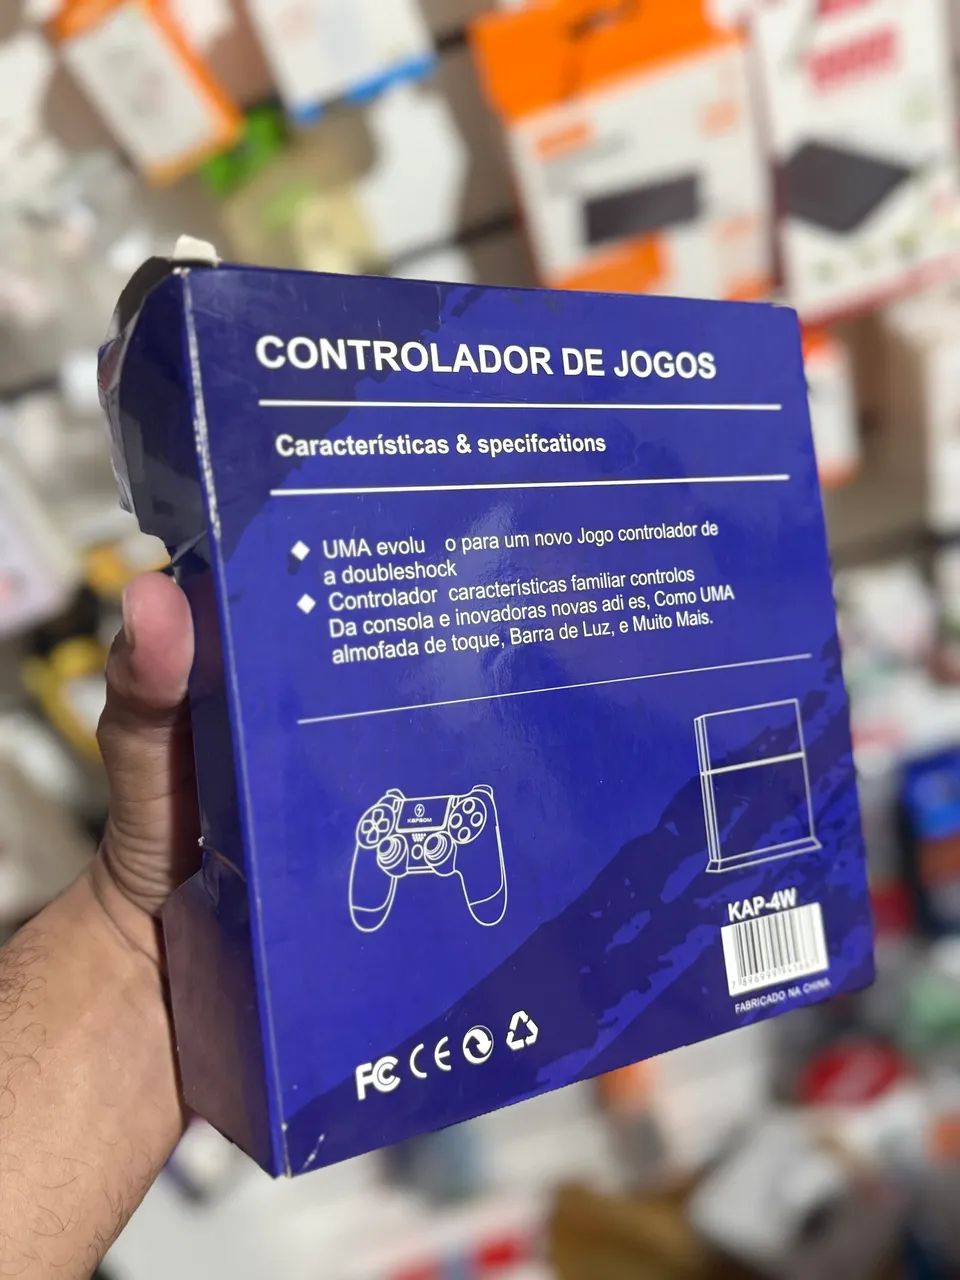 CONTROLADOR DE JOGOS
Características & specifcations
UMA evolu o para um novo Jogo controlador de
a doubleshock
Controlador características familiar controlos
Da consola e inovadoras novas adi es, Como UMA
almofada de toque, Barra de Luz, e Muito Mais.
KAPBOM
KAP-4W
FABRICADO NA CHINA
FC CE